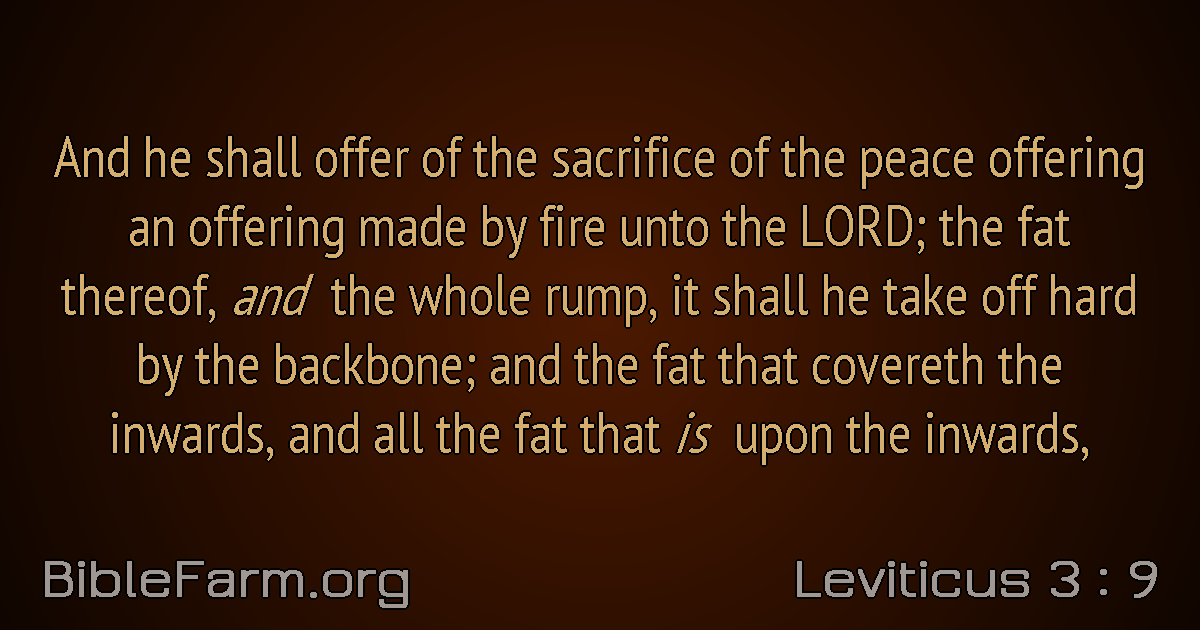 And he shall offer of the sacrifice of the peace offering
an offering made by fire unto the LORD; the fat
thereof, and the whole rump, it shall he take off hard
by the backbone; and the fat that covereth the
inwards, and all the fat that is upon the inwards,
BibleFarm.org
Leviticus 3 : 9